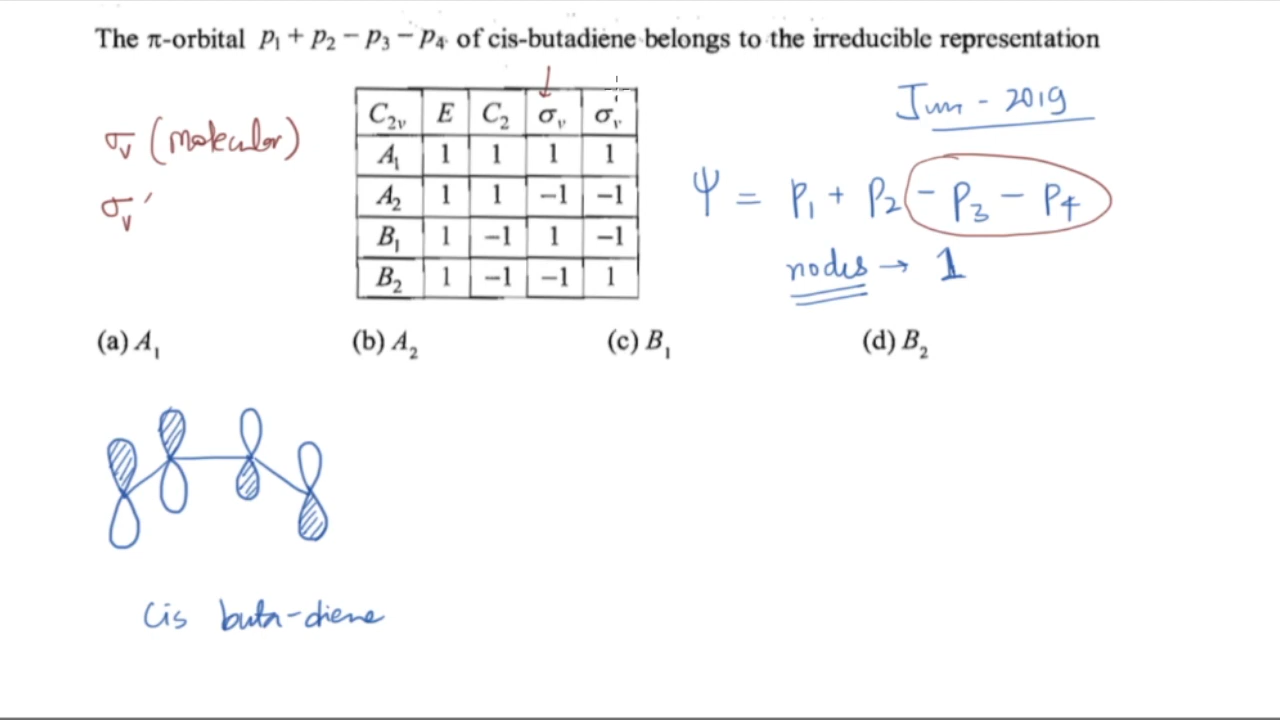 The π-orbital p₁ + p₂ − p₃ − p₄ of cis-butadiene belongs to the irreducible representation
Jun - 2019
σᵥ (molecular)
σᵥ′
C₂ᵥ E C₂ σᵥ σ′ᵥ
A₁ 1 1 1 1
A₂ 1 1 −1 −1
B₁ 1 −1 1 −1
B₂ 1 −1 −1 1
Ψ = P₁ + P₂ − P₃ − P₄
nodes → 1
(a) A₁ (b) A₂ (c) B₁ (d) B₂
Cis buta-diene